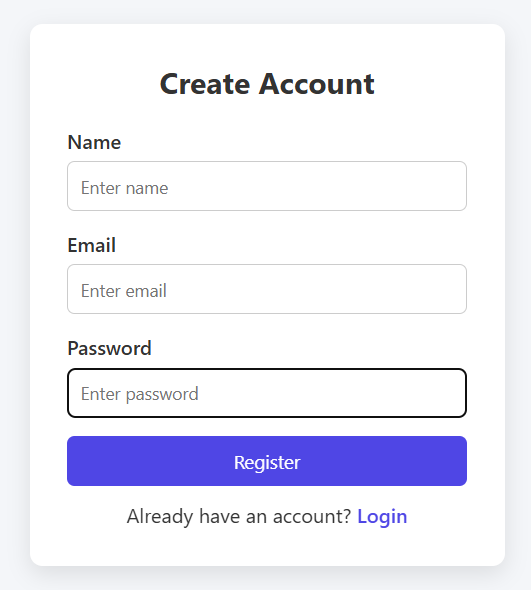 Create Account
Name
Enter name
Email
Enter email
Password
Enter password
Register
Already have an account? Login